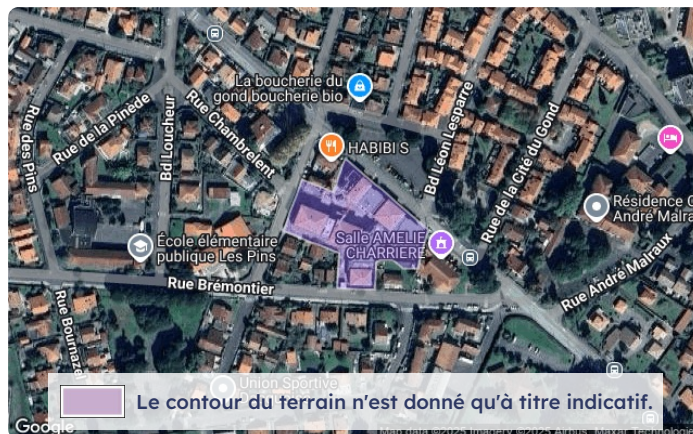 La boucherie du
gond boucherie bio
HABIBI S
Rue de la Pinède
Rue des Pins
Bd Loucheur
Rue Chambrelent
Bd Léon Lesparre
Rue de la Cité du Gond
Résidence
André Malra
Salle AMELIE
CHARRIERE
École élémentaire
publique Les Pins
Rue André Malraux
Rue Brémontier
Rue Bournazel
Union Sportive
Le contour du terrain n'est donné qu'à titre indicatif.
Google